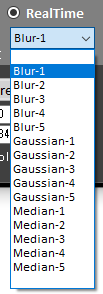 RealTime
Blur-1
Blur-1
Blur-2
Blur-3
Blur-4
Blur-5
Gaussian-1
Gaussian-2
Gaussian-3
Gaussian-4
Gaussian-5
Median-1
Median-2
Median-3
Median-4
Median-5